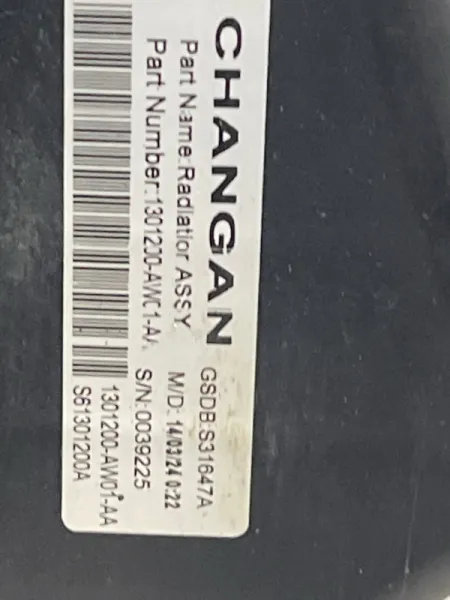 CHANGAN
GSDB:S31647A
Part Name:Radiatior ASSY
M/D: 14/03/24 0:22
Part Number:1301200-AW01-AA
S/N:0039225
1301200-AW01-AA
S61301200A